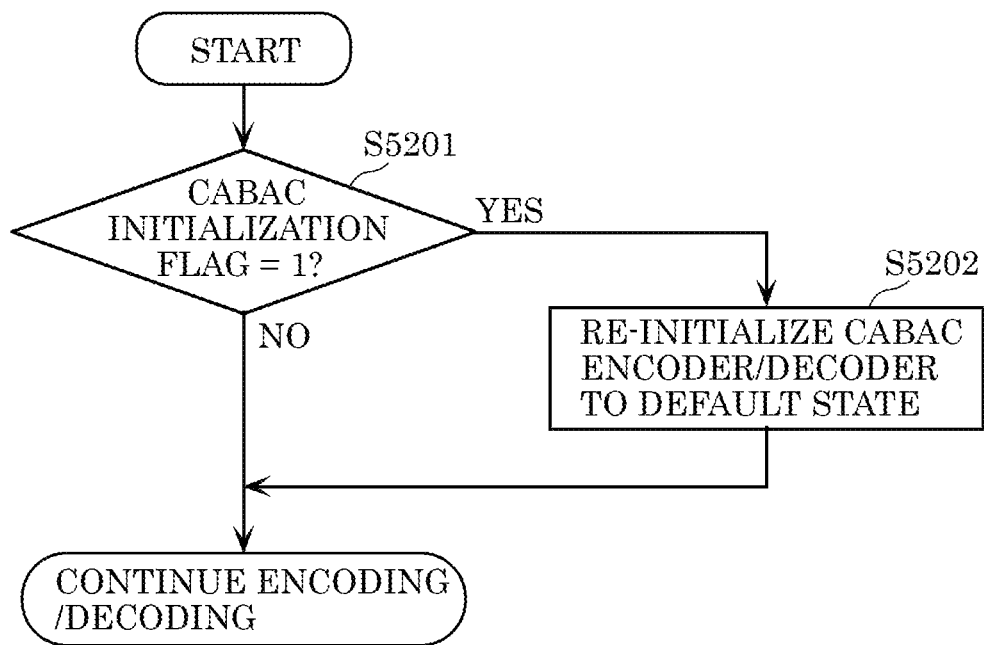 START
S5201
CABAC
INITIALIZATION
FLAG = 1?
YES
NO
S5202
RE-INITIALIZE CABAC
ENCODER/DECODER
TO DEFAULT STATE
CONTINUE ENCODING
/DECODING